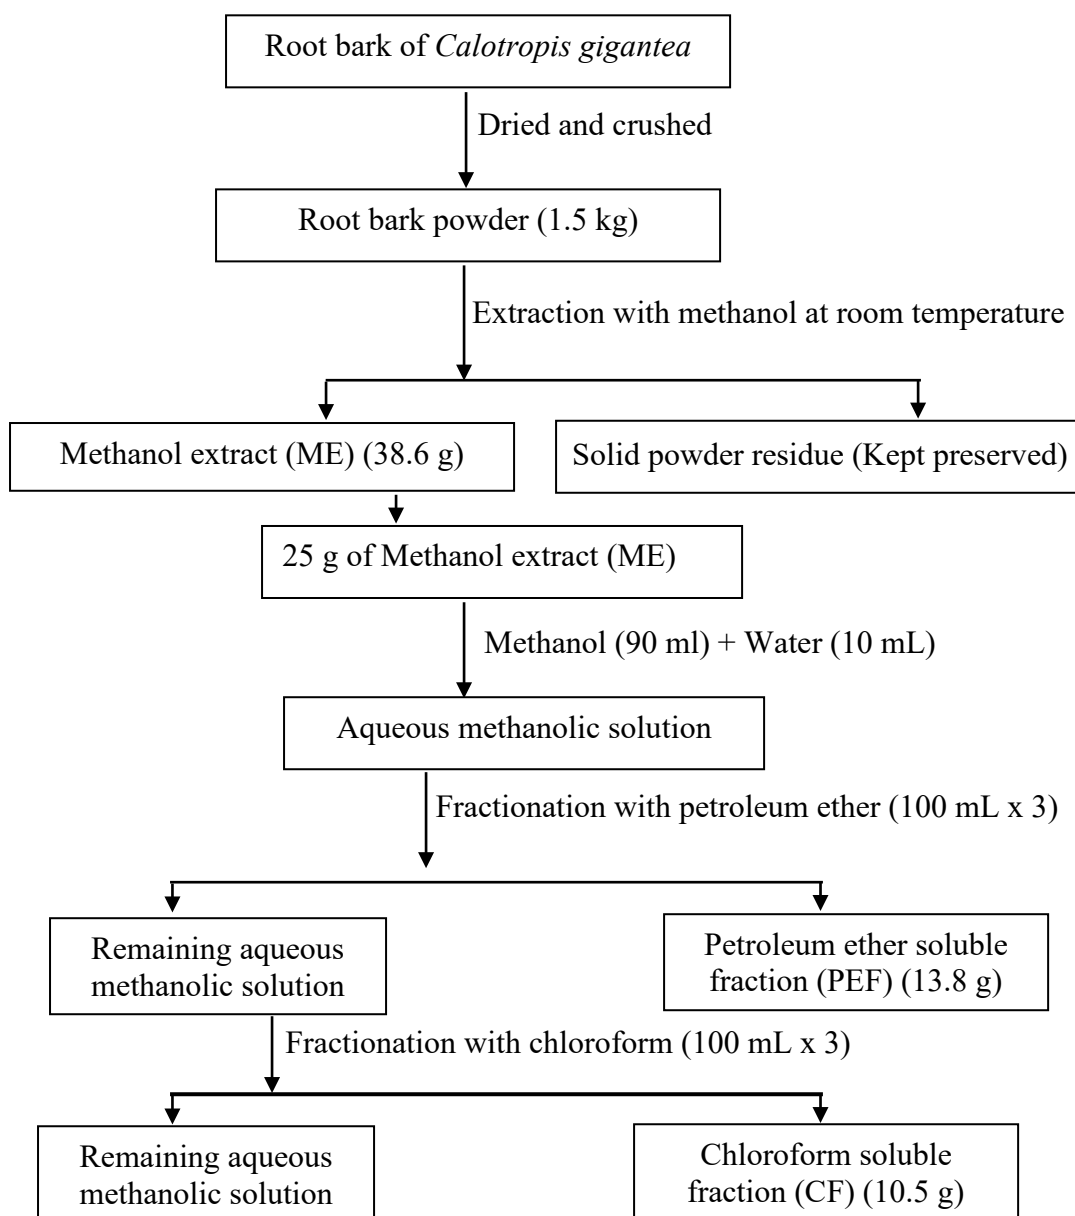 Root bark of Calotropis gigantea
Dried and crushed
Root bark powder (1.5 kg)
Extraction with methanol at room temperature
Methanol extract (ME) (38.6 g)
Solid powder residue (Kept preserved)
25 g of Methanol extract (ME)
Methanol (90 ml) + Water (10 mL)
Aqueous methanolic solution
Fractionation with petroleum ether (100 mL x 3)
Remaining aqueous
methanolic solution
Petroleum ether soluble
fraction (PEF) (13.8 g)
Fractionation with chloroform (100 mL x 3)
Remaining aqueous
methanolic solution
Chloroform soluble
fraction (CF) (10.5 g)